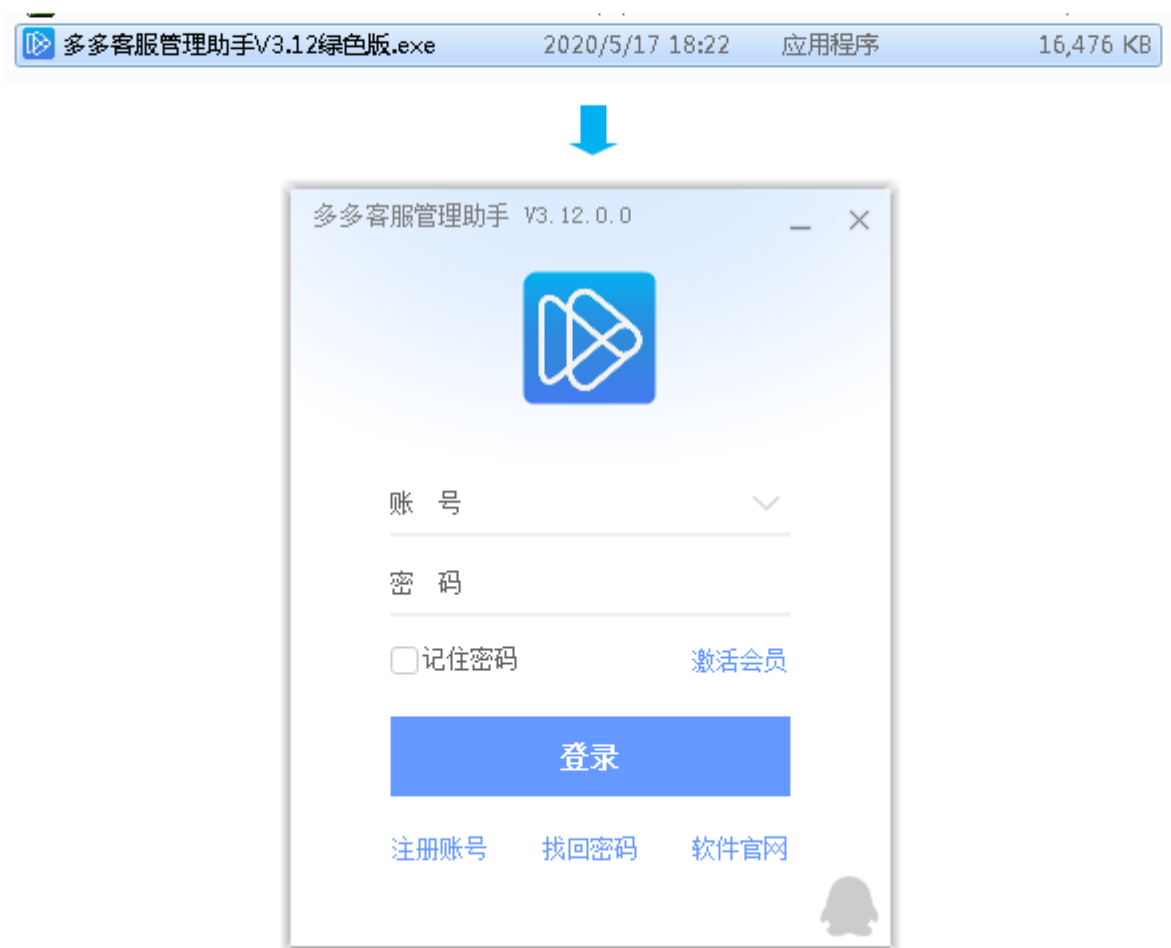 多多客服管理助手V3.12绿色版.exe 2020/5/17 18:22 应用程序 16,476 KB
多多客服管理助手 V3.12.0.0
账 号
密 码
记住密码 激活会员
登录
注册账号 找回密码 软件官网